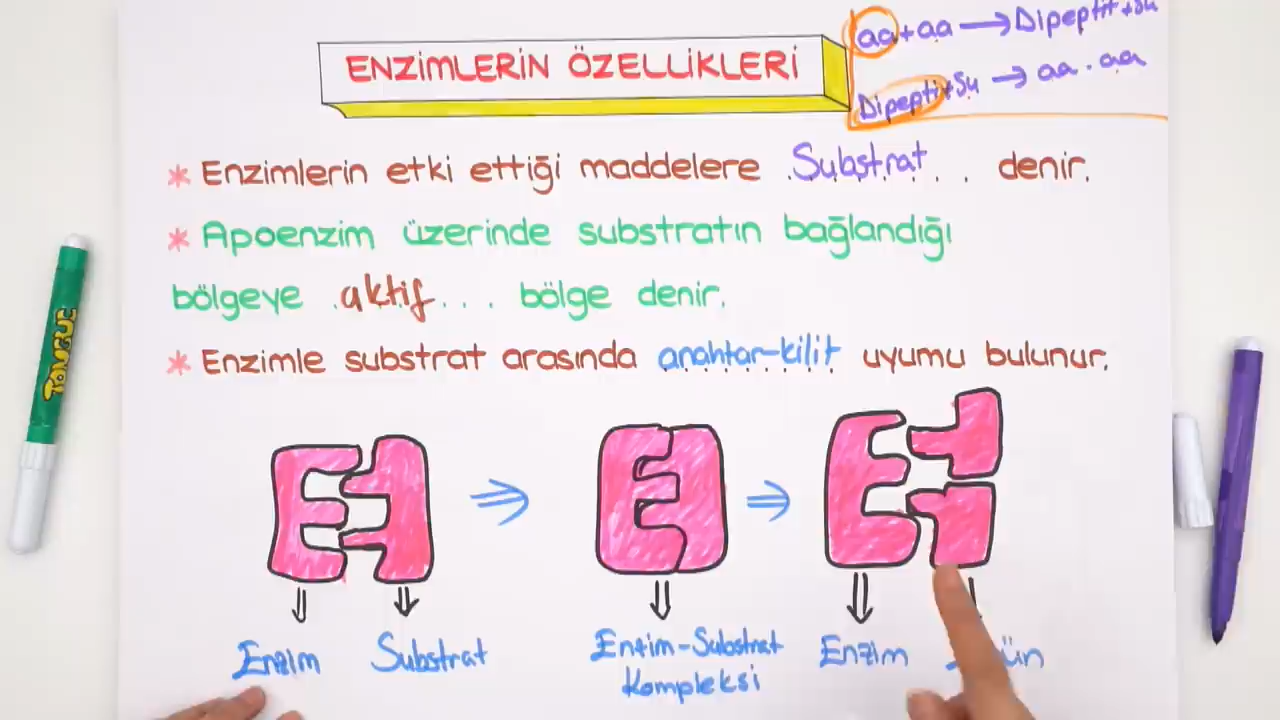 ENZİMLERİN ÖZELLİKLERİ
aa+aa → Dipeptit+Su
Dipeptit+Su → aa . aa
* Enzimlerin etki ettiği maddelere .Substrat. . . denir.
* Apoenzim üzerinde substratın bağlandığı
bölgeye .aktif. . . . bölge denir.
* Enzimle substrat arasında anahtar-kilit uyumu bulunur.
⇒ ⇒
Enzim Substrat Enzim-Substrat Kompleksi Enzim
TOMBUL